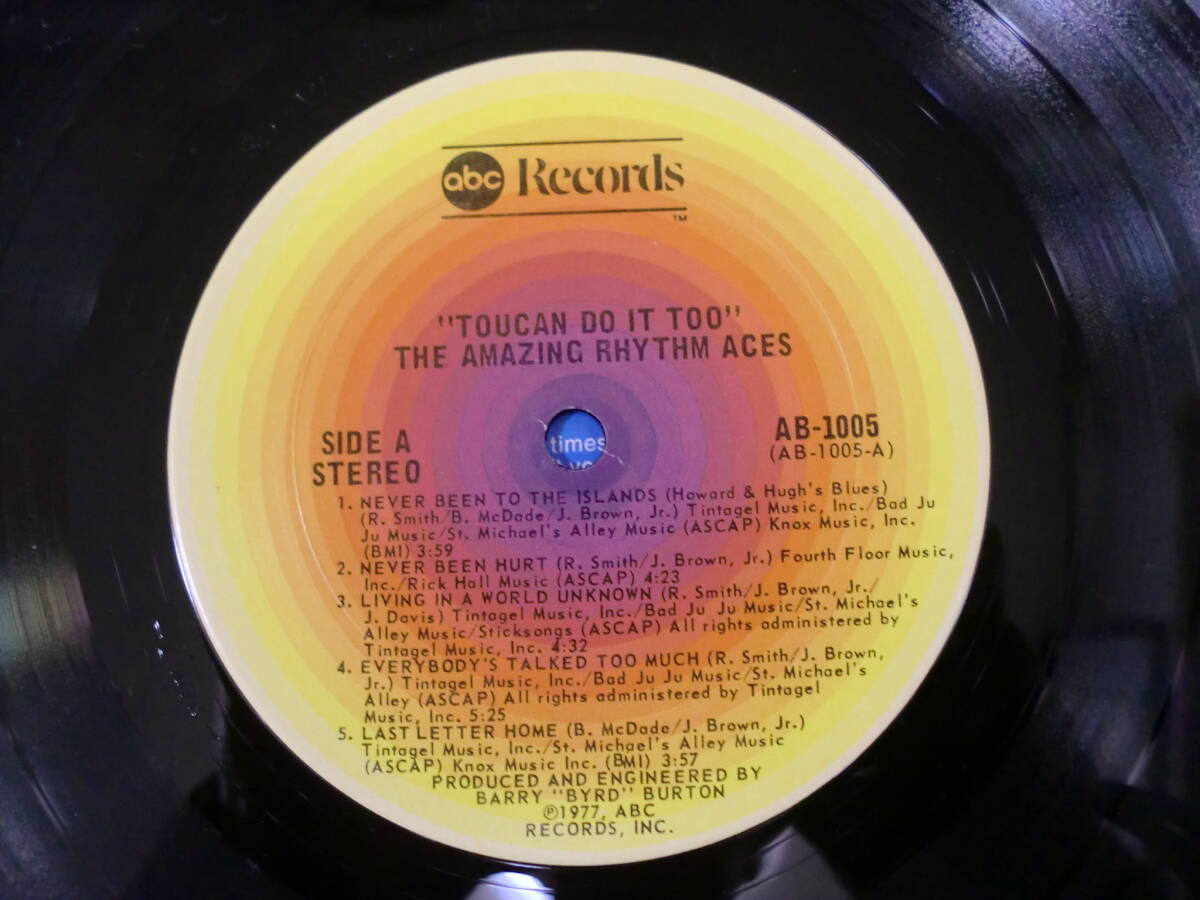 abc Records
TM
"TOUCAN DO IT TOO"
THE AMAZING RHYTHM ACES
SIDE A
STEREO
AB-1005
(AB-1005-A)
times
1. NEVER BEEN TO THE ISLANDS (Howard & Hugh's Blues)
(R. Smith/B. McDade/J. Brown, Jr.) Tintagel Music, Inc./Bad Ju
Ju Music/St. Michael's Alley Music (ASCAP) Knox Music, Inc.
(BMI) 3:59
2. NEVER BEEN HURT (R. Smith/J. Brown, Jr.) Fourth Floor Music,
Inc./Rick Hall Music (ASCAP) 4:23
3. LIVING IN A WORLD UNKNOWN (R. Smith/J. Brown, Jr./
J. Davis) Tintagel Music, Inc./Bad Ju Ju Music/St. Michael's
Alley Music/Sticksongs (ASCAP) All rights administered by
Tintagel Music, Inc. 4:32
4. EVERYBODY'S TALKED TOO MUCH (R. Smith/J. Brown,
Jr.) Tintagel Music, Inc./Bad Ju Ju Music/St. Michael's
Alley (ASCAP) All rights administered by Tintagel
Music, Inc. 5:25
5. LAST LETTER HOME (B. McDade/J. Brown, Jr.)
Tintagel Music, Inc./St. Michael's Alley Music
(ASCAP) Knox Music Inc. (BMI) 3:57
PRODUCED AND ENGINEERED BY
BARRY "BYRD" BURTON
℗1977, ABC
RECORDS, INC.